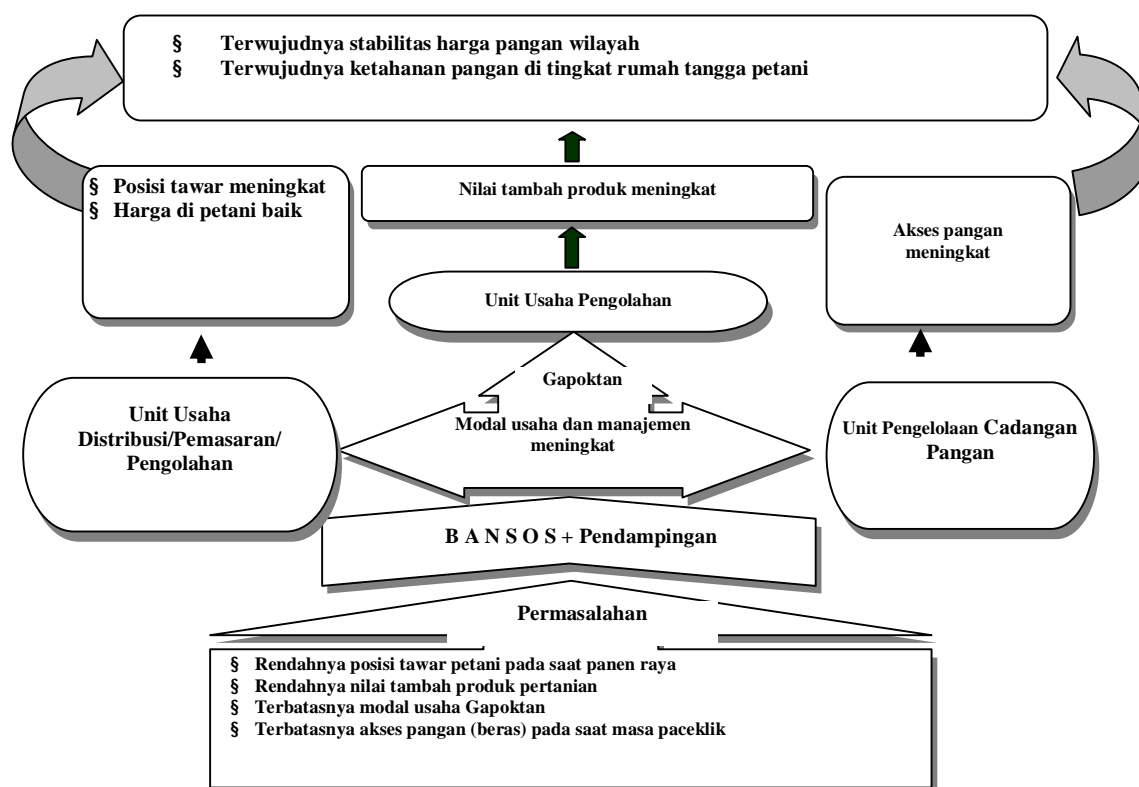 § Terwujudnya stabilitas harga pangan wilayah
§ Terwujudnya ketahanan pangan di tingkat rumah tangga petani
§ Posisi tawar meningkat
§ Harga di petani baik
Nilai tambah produk meningkat
Akses pangan
meningkat
Unit Usaha Pengolahan
Unit Usaha
Distribusi/Pemasaran/
Pengolahan
Gapoktan
Modal usaha dan manajemen
meningkat
Unit Pengelolaan Cadangan
Pangan
B A N S O S + Pendampingan
Permasalahan
§ Rendahnya posisi tawar petani pada saat panen raya
§ Rendahnya nilai tambah produk pertanian
§ Terbatasnya modal usaha Gapoktan
§ Terbatasnya akses pangan (beras) pada saat masa paceklik